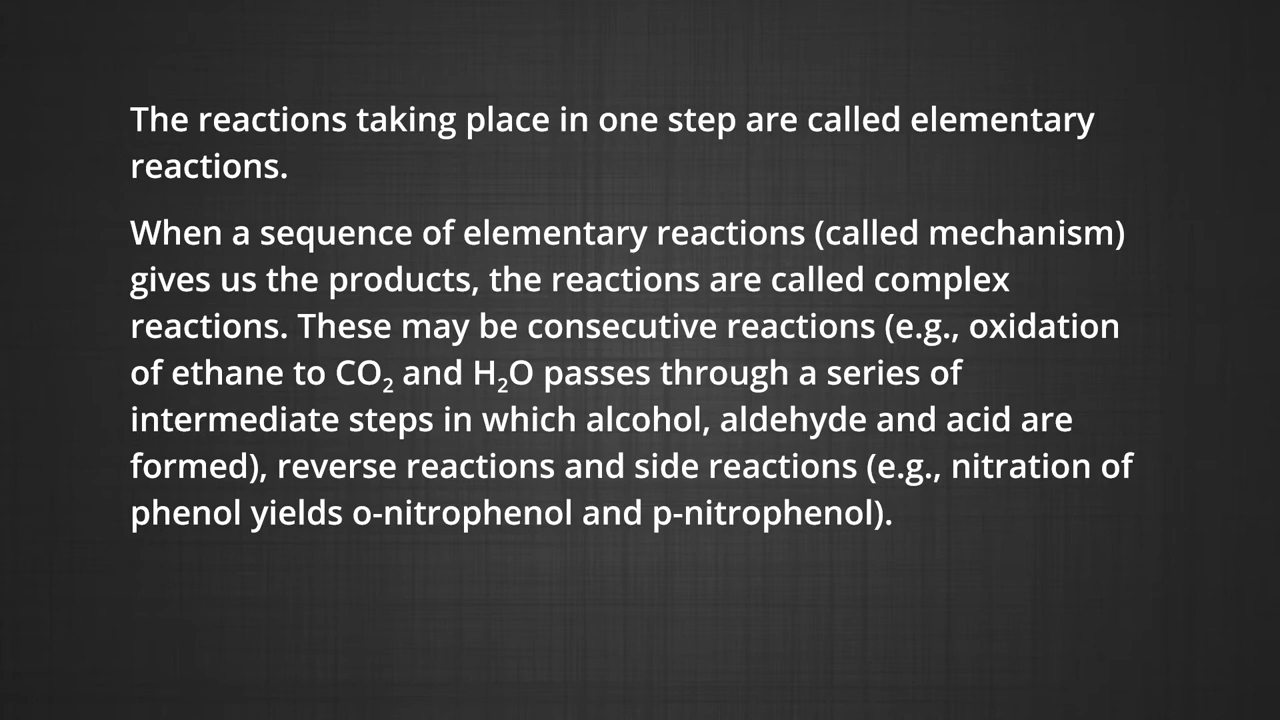 The reactions taking place in one step are called elementary
reactions.
When a sequence of elementary reactions (called mechanism)
gives us the products, the reactions are called complex
reactions. These may be consecutive reactions (e.g., oxidation
of ethane to CO₂ and H₂O passes through a series of
intermediate steps in which alcohol, aldehyde and acid are
formed), reverse reactions and side reactions (e.g., nitration of
phenol yields o-nitrophenol and p-nitrophenol).